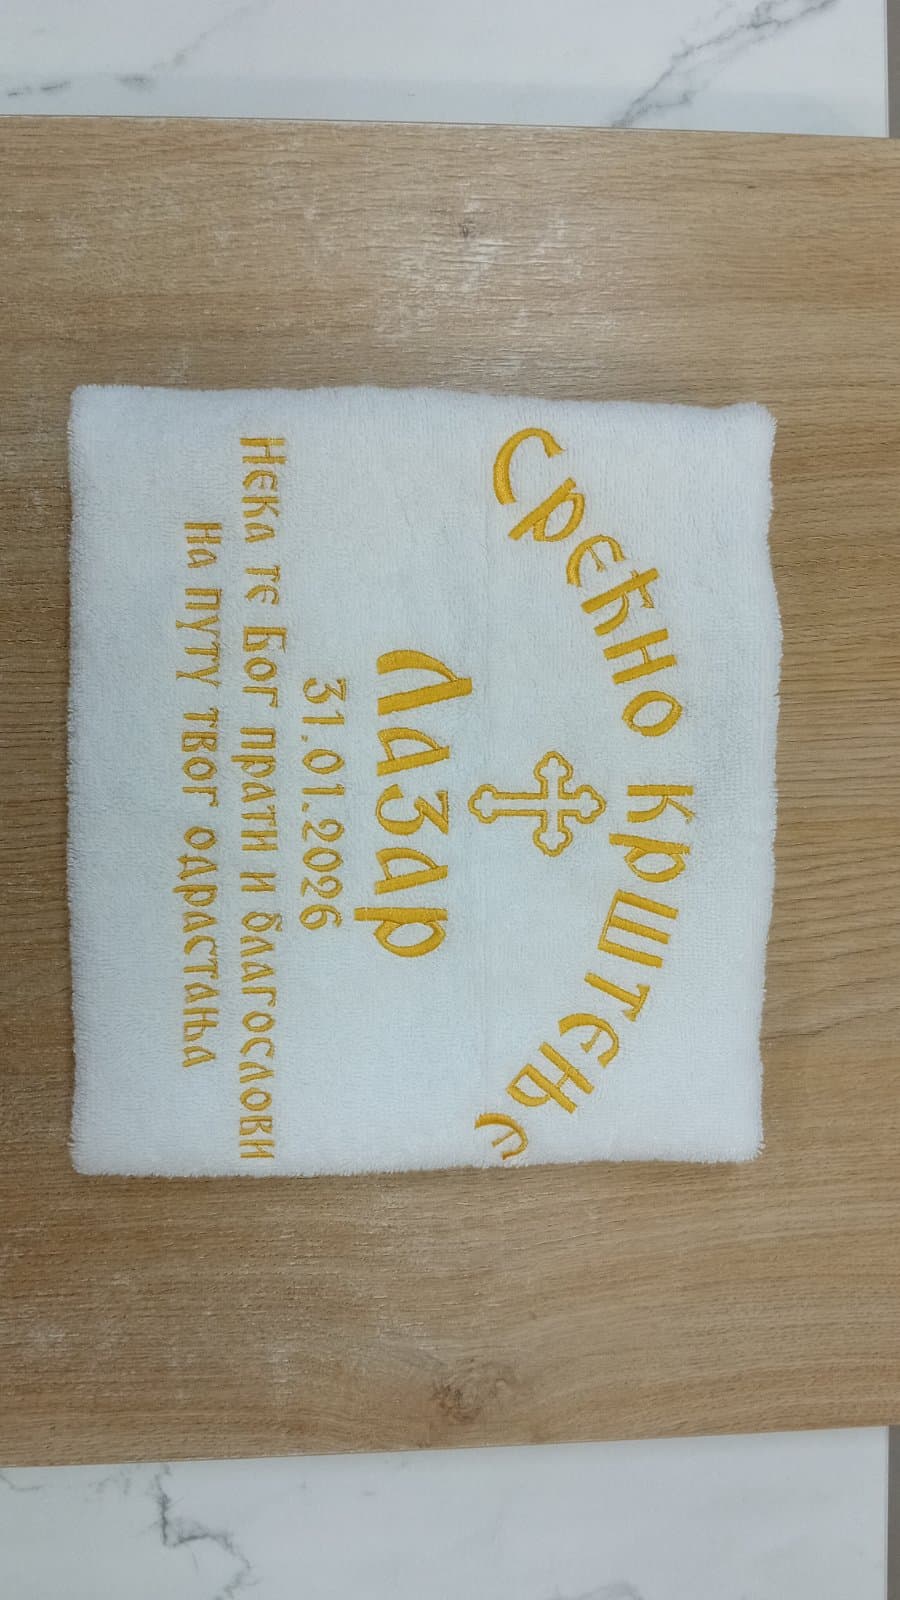 Срећно крштење
Лазар
31.01.2026
Нека те Бог прати и благослови
на путу твог одрастања